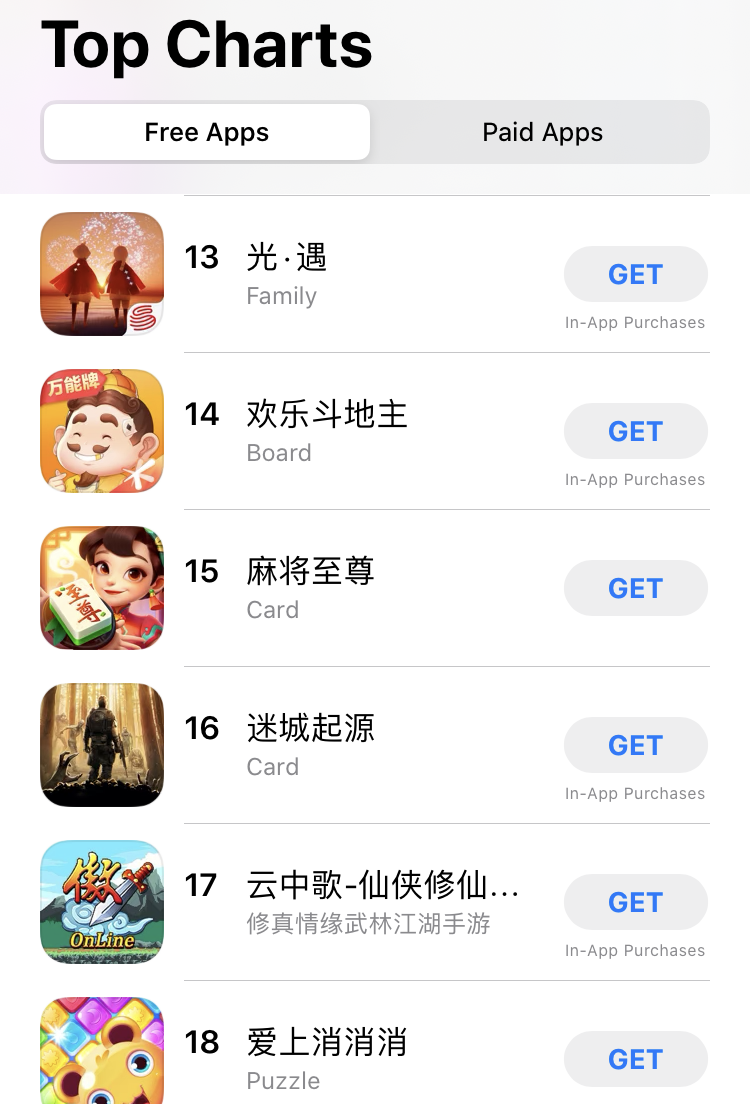 Top Charts
Free Apps
Paid Apps
13 光·遇
Family
GET
In-App Purchases
万能牌
14 欢乐斗地主
Board
GET
In-App Purchases
至尊
15 麻将至尊
Card
GET
16 迷城起源
Card
GET
In-App Purchases
傲
OnLine
17 云中歌-仙侠修仙...
修真情缘武林江湖手游
GET
In-App Purchases
18 爱上消消消
Puzzle
GET